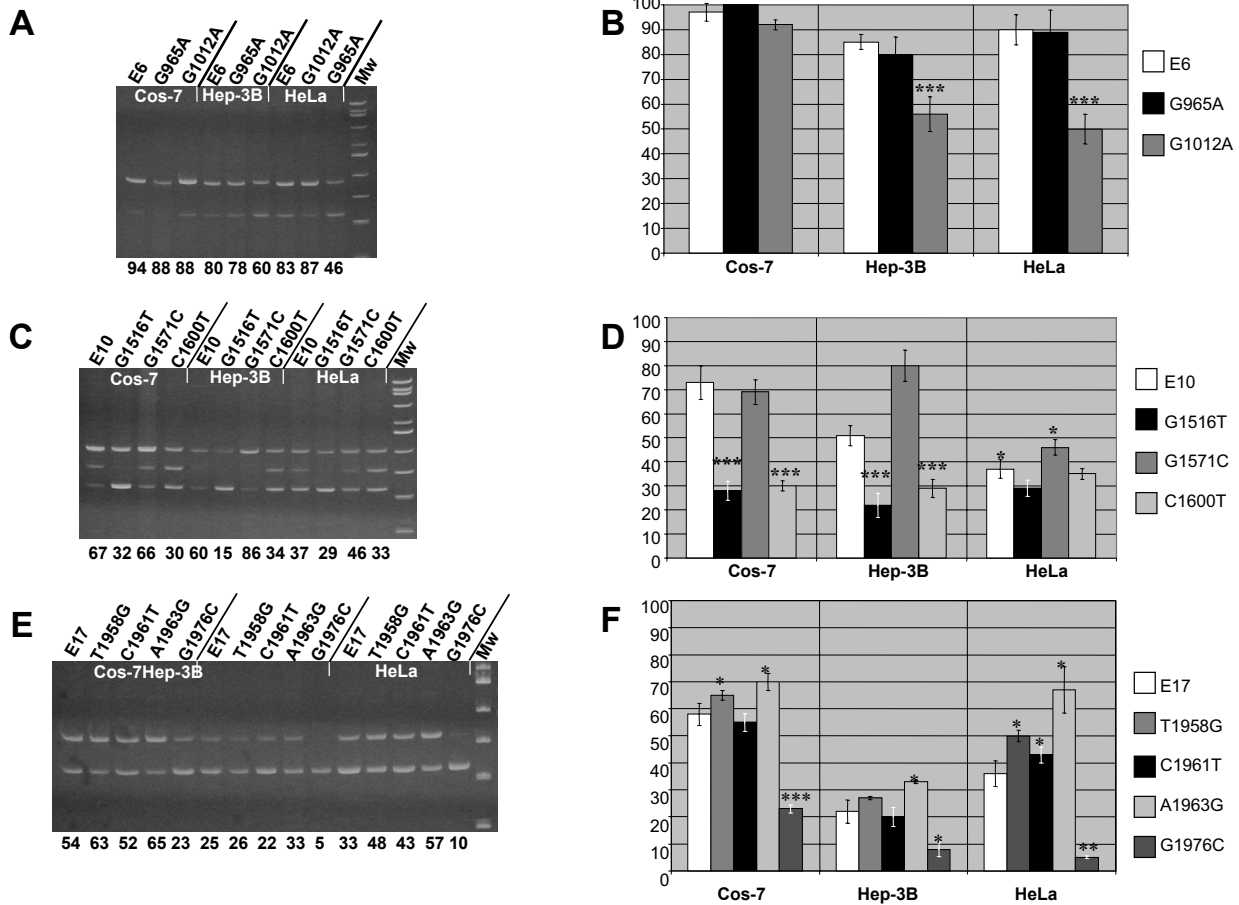 A
E6 G965A G1012A E6 G965A G1012A E6 G1012A G965A Mw
Cos-7 Hep-3B HeLa
94 88 88 80 78 60 83 87 46
B
100
90
80
70
60
50
40
30
20
10
0
***
***
Cos-7 Hep-3B HeLa
E6
G965A
G1012A
C
E10 G1516T G1571C C1600T E10 G1516T G1571C C1600T E10 G1516T G1571C C1600T Mw
Cos-7 Hep-3B HeLa
67 32 66 30 60 15 86 34 37 29 46 33
D
100
90
80
70
60
50
40
30
20
10
0
*** *** *** *** * *
Cos-7 Hep-3B HeLa
E10
G1516T
G1571C
C1600T
E
E17 T1958G C1961T A1963G G1976C E17 T1958G C1961T A1963G G1976C E17 T1958G C1961T A1963G G1976C Mw
Cos-7Hep-3B HeLa
54 63 52 65 23 25 26 22 33 5 33 48 43 57 10
F
100
90
80
70
60
50
40
30
20
10
0
* * *** * * * * * **
Cos-7 Hep-3B HeLa
E17
T1958G
C1961T
A1963G
G1976C